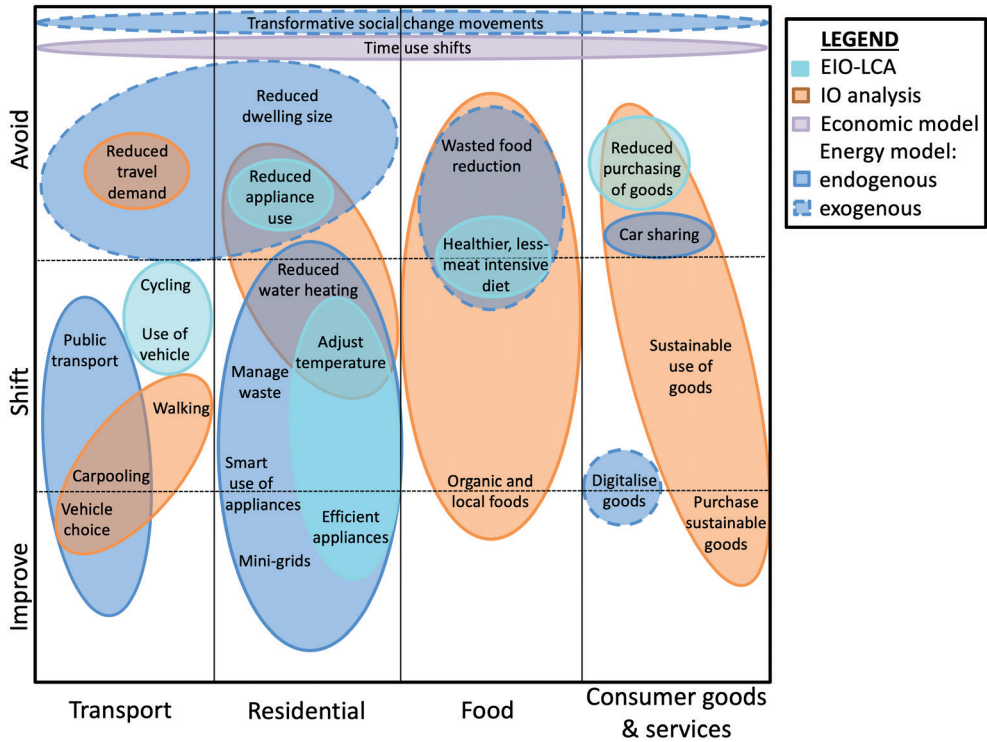 Transformative social change movements
Time use shifts
Avoid
Shift
Improve
Reduced
dwelling size
Reduced
travel
demand
Reduced
appliance
use
Wasted food
reduction
Healthier, less-
meat intensive
diet
Reduced
purchasing
of goods
Car sharing
Cycling
Use of
vehicle
Public
transport
Walking
Carpooling
Vehicle
choice
Reduced
water heating
Adjust
temperature
Manage
waste
Smart
use of
appliances
Efficient
appliances
Mini-grids
Organic and
local foods
Sustainable
use of
goods
Digitalise
goods
Purchase
sustainable
goods
Transport
Residential
Food
Consumer goods
& services
LEGEND
EIO-LCA
IO analysis
Economic model
Energy model:
endogenous
exogenous